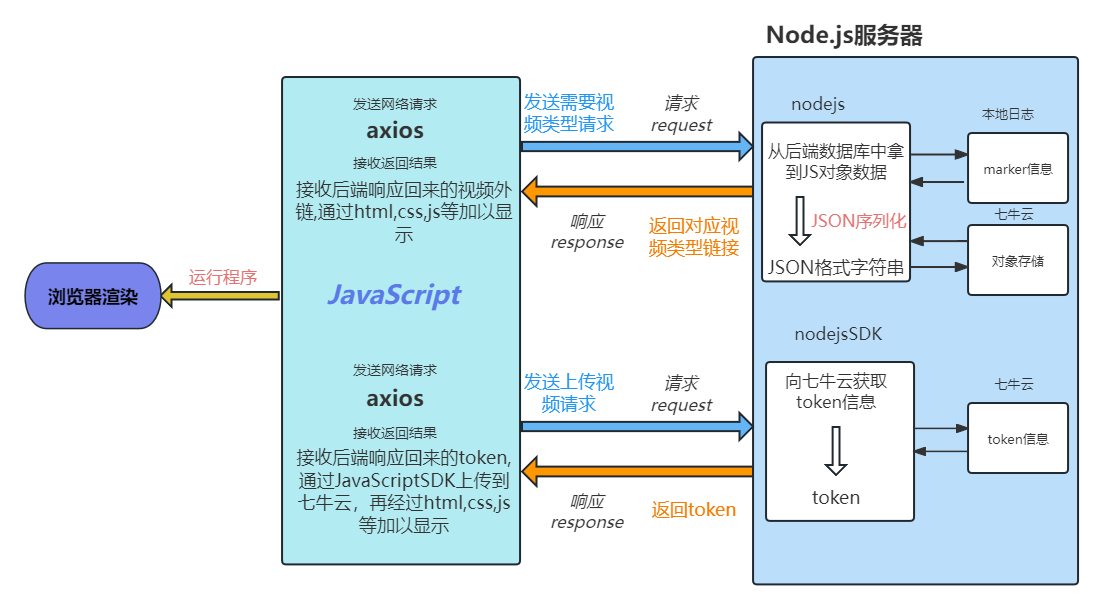 Node.js服务器
发送网络请求
axios
接收返回结果
接收后端响应回来的视频外
链,通过html,css,js等加以显
示
JavaScript
发送网络请求
axios
接收返回结果
接收后端响应回来的token,
通过JavaScriptSDK上传到
七牛云，再经过html,css,js
等加以显示
运行程序
浏览器渲染
发送需要视
频类型请求
请求
request
响应
response
返回对应视
频类型链接
发送上传视
频请求
请求
request
响应
response
返回token
nodejs
从后端数据库中拿
到JS对象数据
JSON序列化
JSON格式字符串
本地日志
marker信息
七牛云
对象存储
nodejsSDK
向七牛云获取
token信息
token
七牛云
token信息